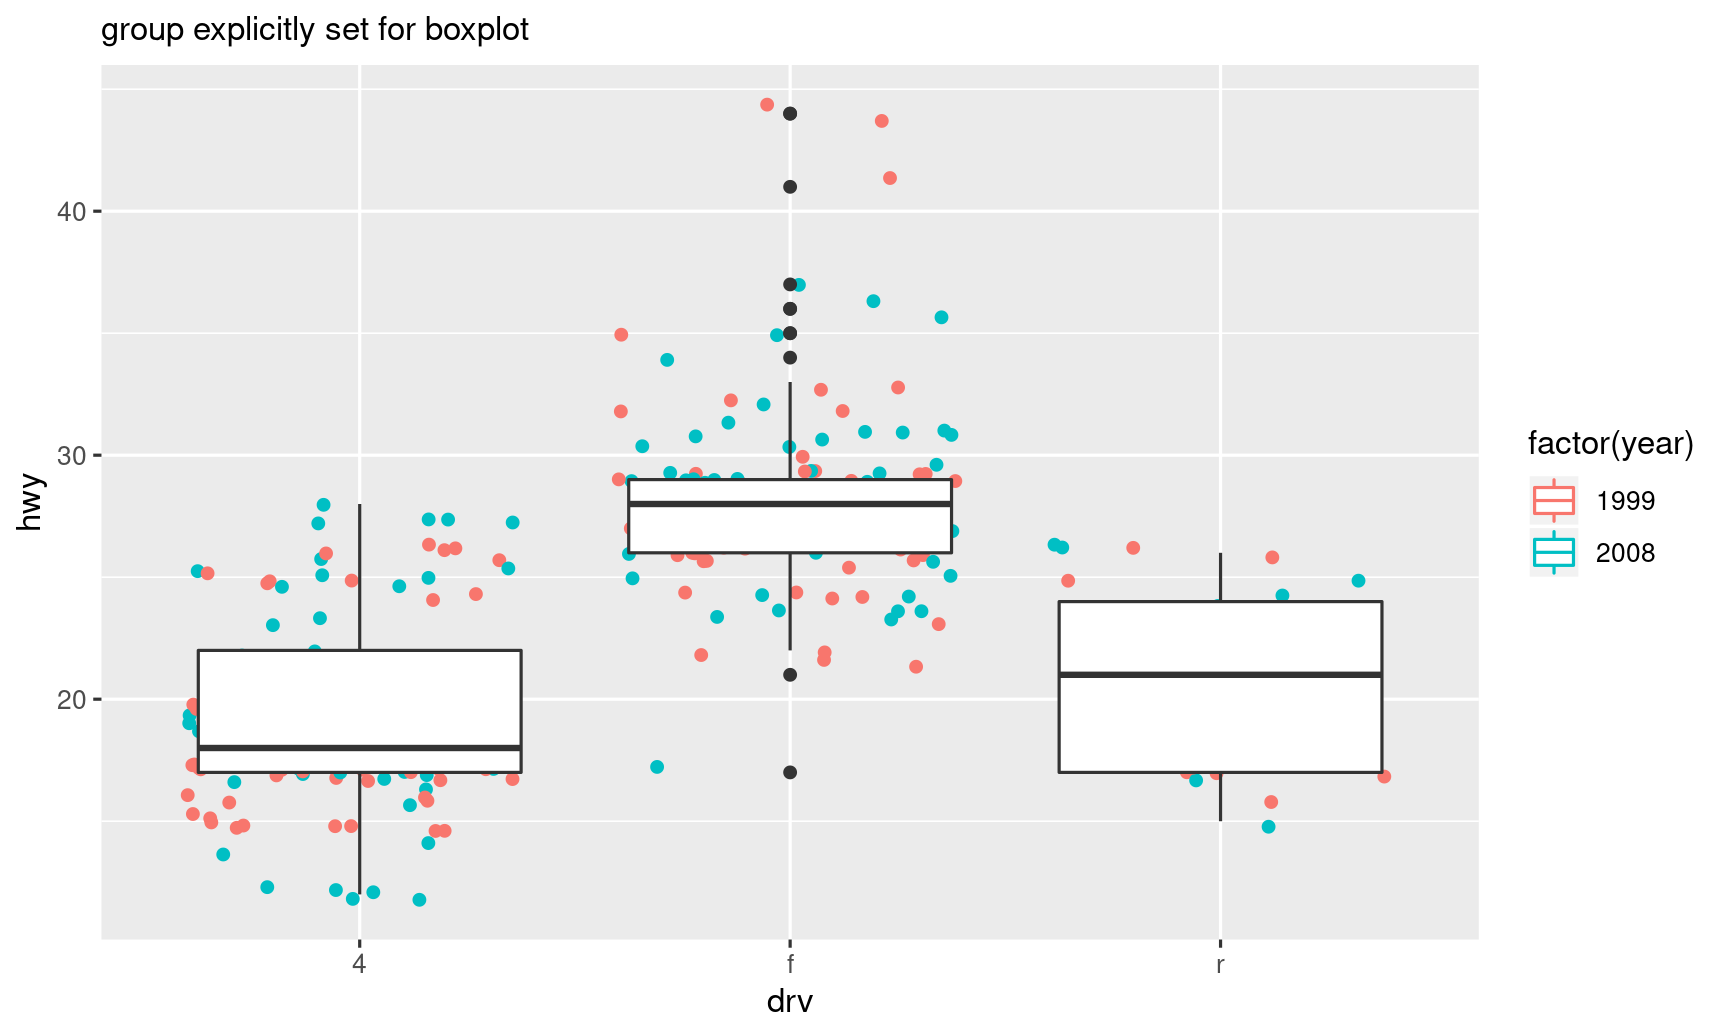 group explicitly set for boxplot
hwy
40
30
20
4
f
r
drv
factor(year)
1999
2008